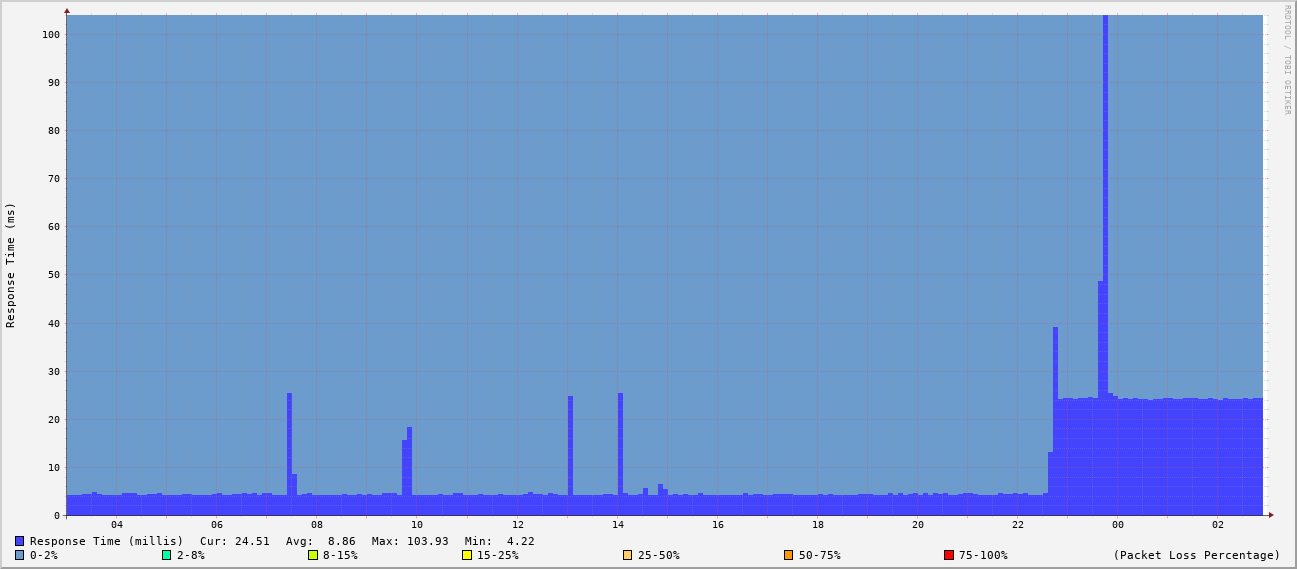 RRDTOOL / TOBI OETIKER
Response Time (ms)
100
90
80
70
60
50
40
30
20
10
0
04 06 08 10 12 14 16 18 20 22 00 02
Response Time (millis) Cur: 24.51 Avg: 8.86 Max: 103.93 Min: 4.22
0-2% 2-8% 8-15% 15-25% 25-50% 50-75% 75-100% (Packet Loss Percentage)